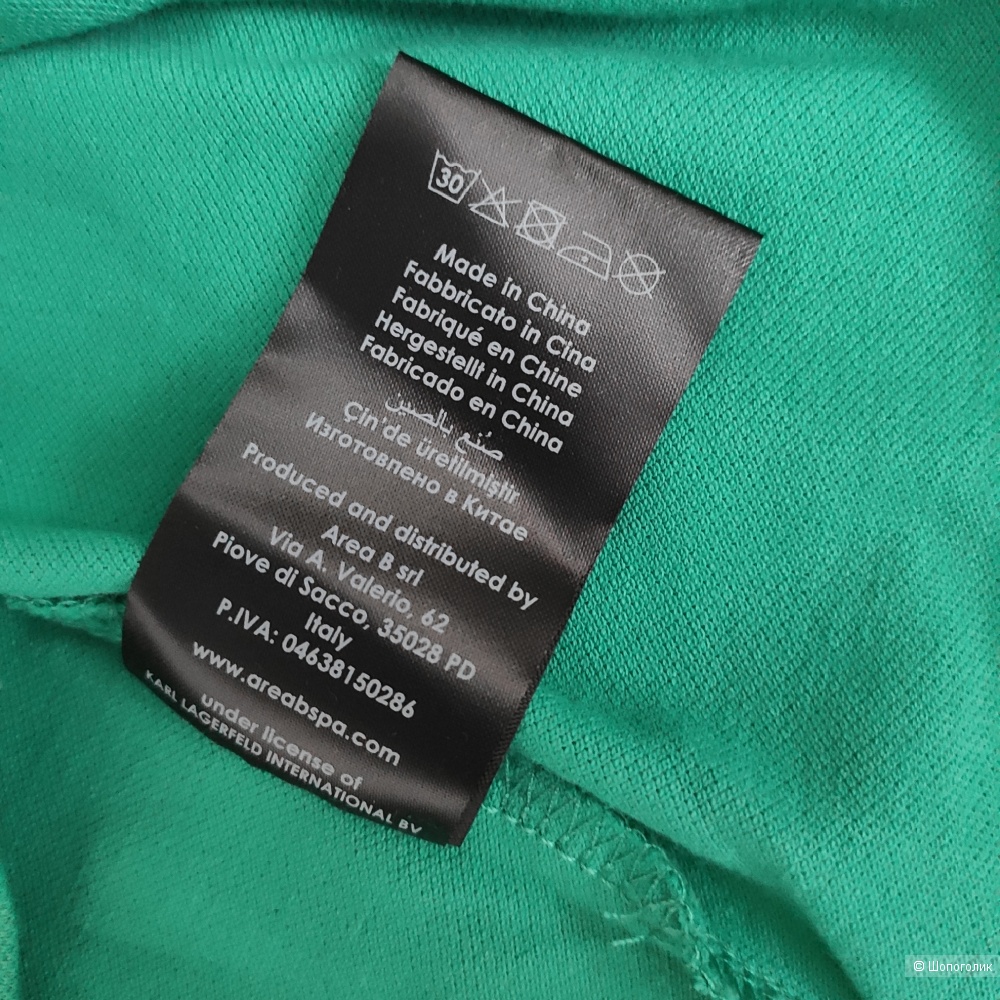 30
Made in China
Fabbricato in Cina
Fabriqué en Chine
Hergestellt in China
Fabricado en China
صُنع بالصين
Çin'de üretilmiştir
Изготовлено в Китае
Produced and distributed by
Area B srl
Via A. Valerio, 62
Piove di Sacco, 35028 PD
Italy
P.IVA: 04638150286
www.areabspa.com
under license of
KARL LAGERFELD INTERNATIONAL BV
© Шопоголик